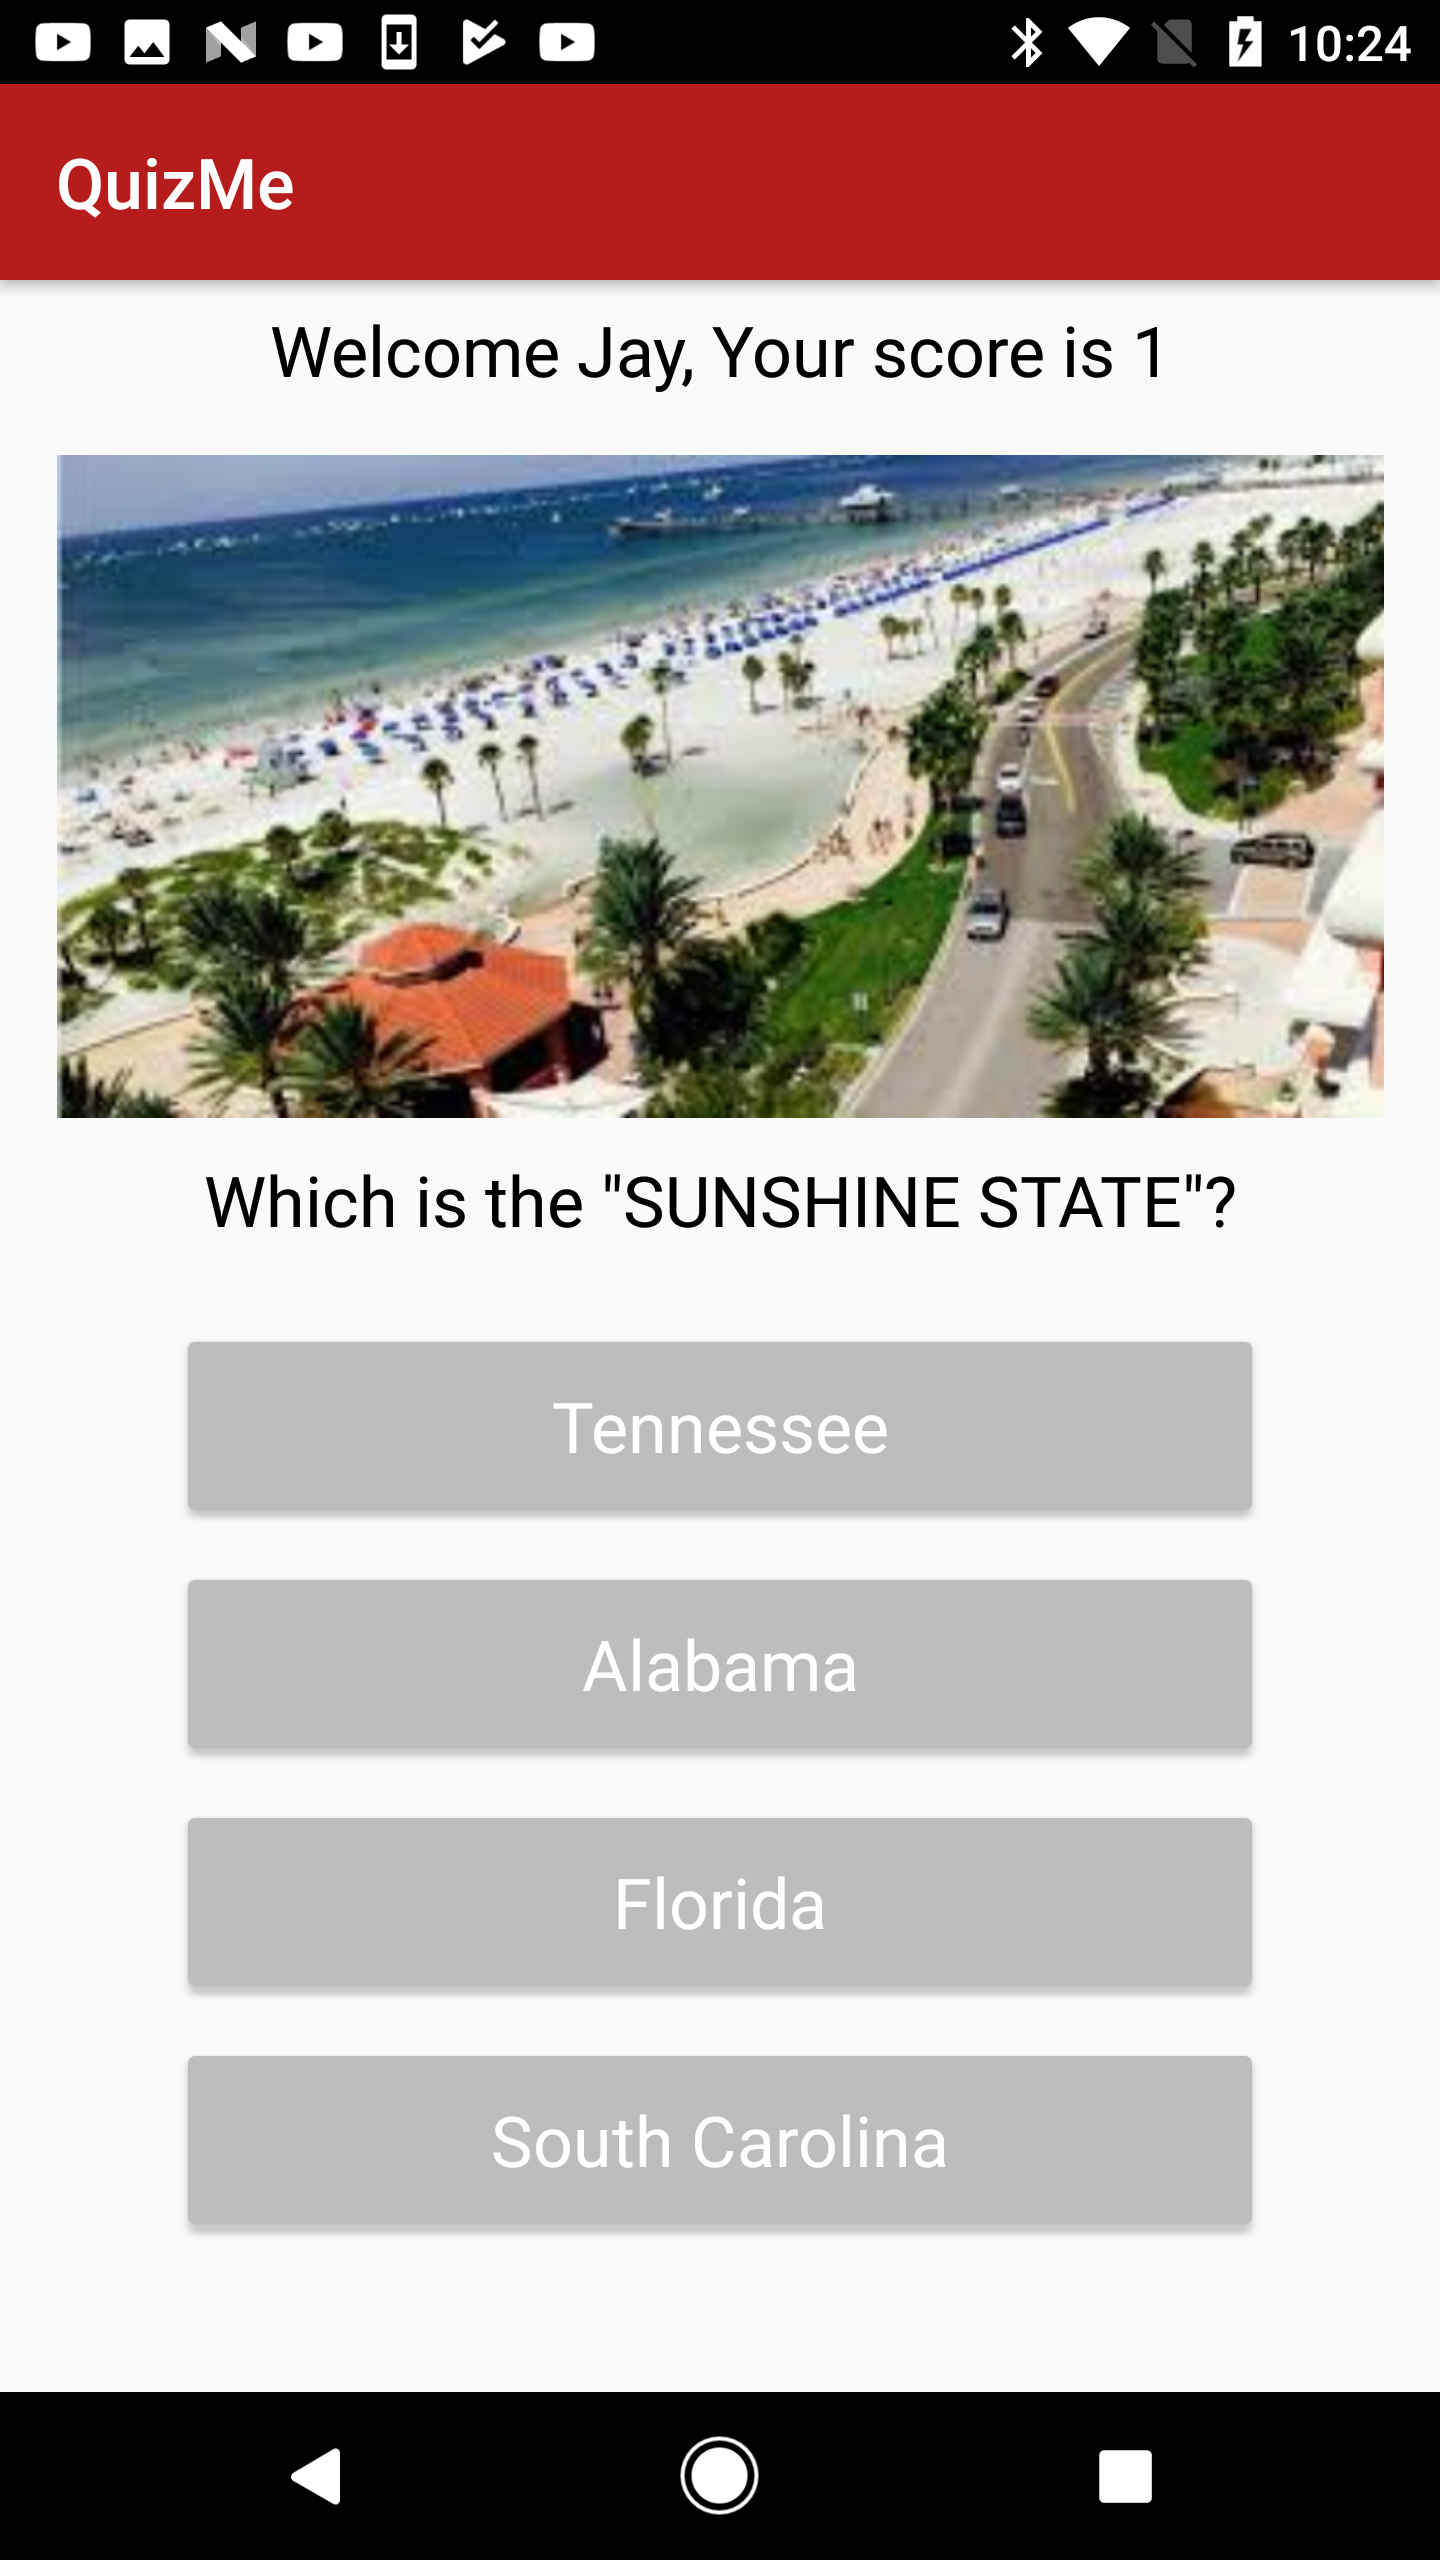 10:24
QuizMe
Welcome Jay, Your score is 1
Which is the "SUNSHINE STATE"?
Tennessee
Alabama
Florida
South Carolina